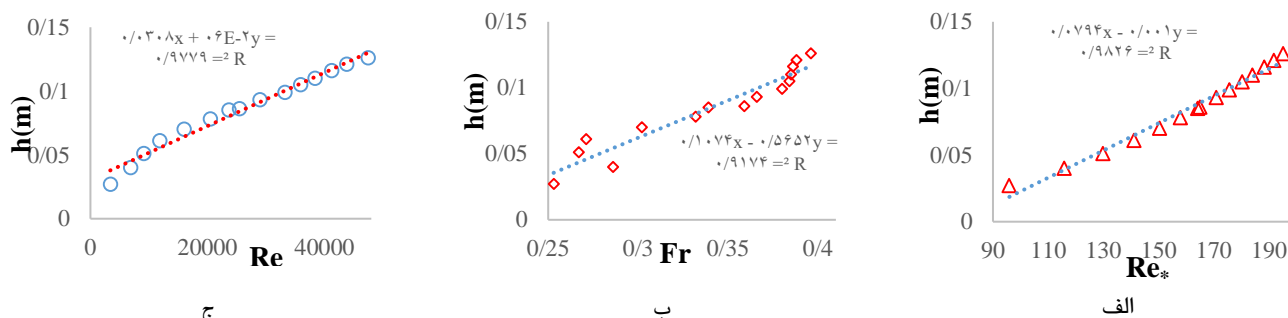 0/15
0/1
0/05
0
h(m)
۰/۰۳۰۸x + ۰۶E-۲y =
۰/۹۷۷۹ =² R
0
20000
40000
Re
ج
0/15
0/1
0/05
0
h(m)
۰/۱۰۷۴x - ۰/۵۶۵۲y =
۰/۹۱۷۴ =² R
0/25
0/3
0/35
0/4
Fr
ب
0/15
0/1
0/05
0
h(m)
۰/۰۷۹۴x - ۰/۰۰۱y =
۰/۹۸۲۶ =² R
90
110
130
150
170
190
Re*
الف